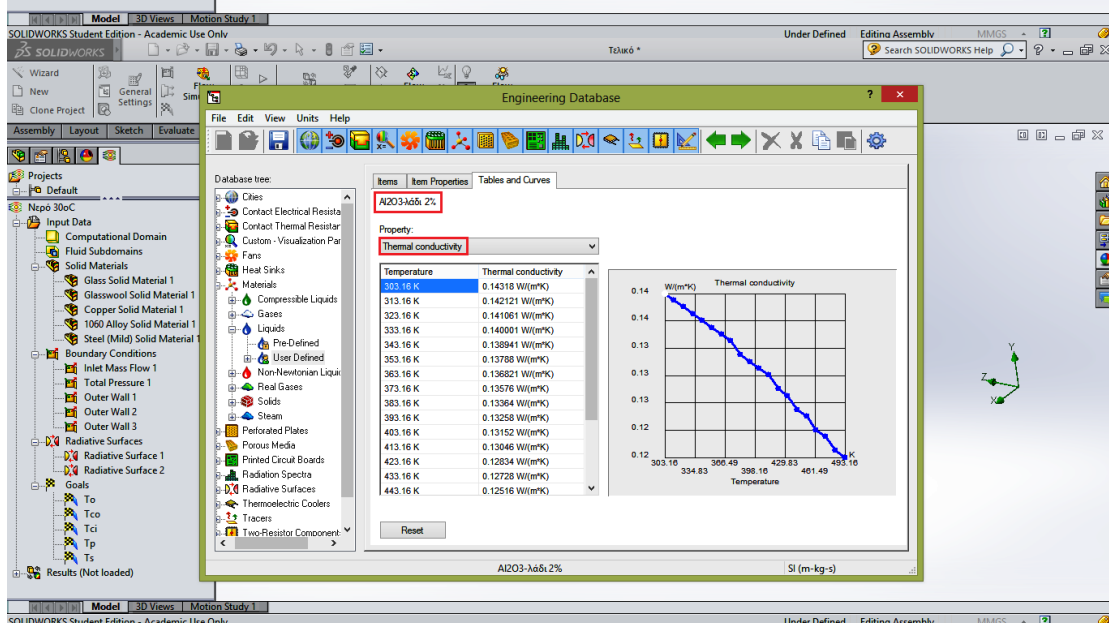 Model 3D Views Motion Study 1
SOLIDWORKS Student Edition - Academic Use Only Under Defined Editing Assembly MMGS
SOLIDWORKS Τελικό * Search SOLIDWORKS Help
Wizard
New
Clone Project
General Settings
Assembly Layout Sketch Evaluate
Projects
Default
Νερό 30οC
Input Data
Computational Domain
Fluid Subdomains
Solid Materials
Glass Solid Material 1
Glasswool Solid Material 1
Copper Solid Material 1
1060 Alloy Solid Material 1
Steel (Mild) Solid Material 1
Boundary Conditions
Inlet Mass Flow 1
Total Pressure 1
Outer Wall 1
Outer Wall 2
Outer Wall 3
Radiative Surfaces
Radiative Surface 1
Radiative Surface 2
Goals
To
Tco
Tci
Tp
Ts
Results (Not loaded)
Engineering Database
File Edit View Units Help
Database tree:
Cities
Contact Electrical Resista
Contact Thermal Resistar
Custom - Visualization Par
Fans
Heat Sinks
Materials
Compressible Liquids
Gases
Liquids
Pre-Defined
User Defined
Non-Newtonian Liquic
Real Gases
Solids
Steam
Perforated Plates
Porous Media
Printed Circuit Boards
Radiation Spectra
Radiative Surfaces
Thermoelectric Coolers
Tracers
Two-Resistor Component
Items Item Properties Tables and Curves
Al2O3-λάδι 2%
Property:
Thermal conductivity
Temperature Thermal conductivity
303.16 K 0.14318 W/(m*K)
313.16 K 0.142121 W/(m*K)
323.16 K 0.141061 W/(m*K)
333.16 K 0.140001 W/(m*K)
343.16 K 0.138941 W/(m*K)
353.16 K 0.13788 W/(m*K)
363.16 K 0.136821 W/(m*K)
373.16 K 0.13576 W/(m*K)
383.16 K 0.13364 W/(m*K)
393.16 K 0.13258 W/(m*K)
403.16 K 0.13152 W/(m*K)
413.16 K 0.13046 W/(m*K)
423.16 K 0.12834 W/(m*K)
433.16 K 0.12728 W/(m*K)
443.16 K 0.12516 W/(m*K)
Reset
W/(m*K) Thermal conductivity
0.14
0.14
0.13
0.13
0.13
0.12
0.12
K
303.16 366.49 429.83 493.16
334.83 398.16 461.49
Temperature
Al2O3-λάδι 2% SI (m-kg-s)
Y
Z
X
Model 3D Views Motion Study 1
SOLIDWORKS Student Edition - Academic Use Only Under Defined Editing Assembly MMGS